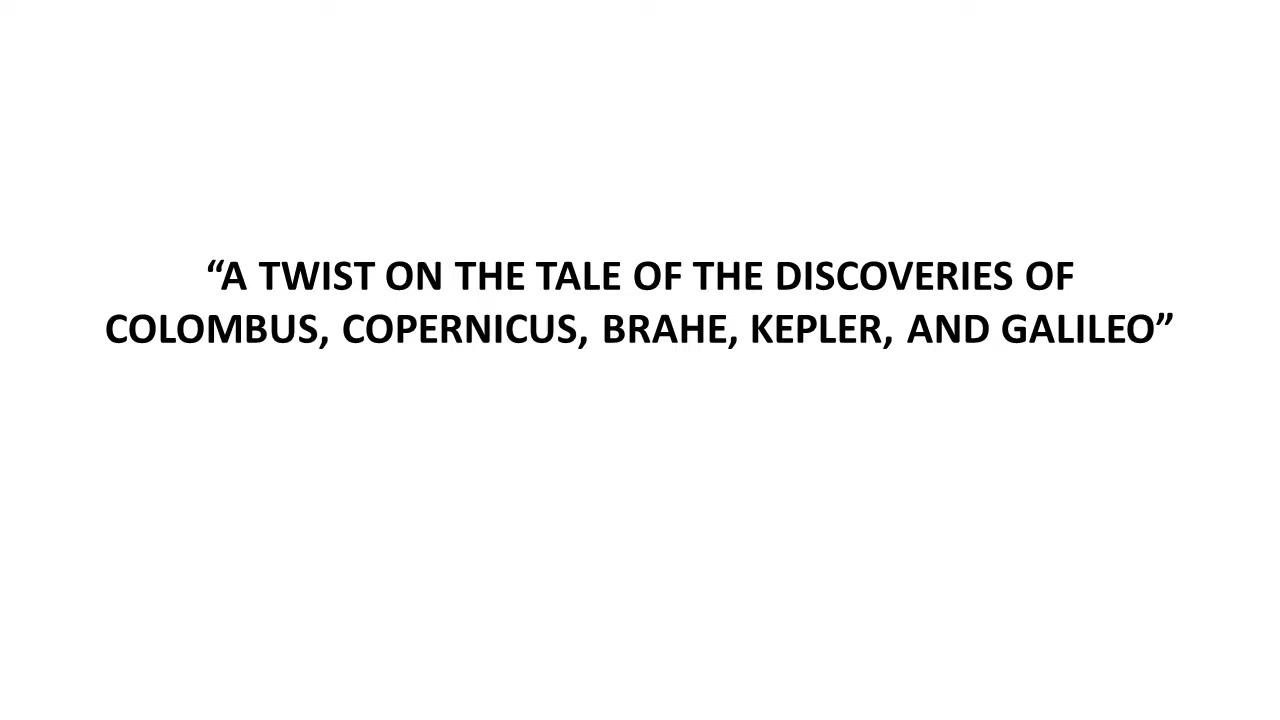 “A TWIST ON THE TALE OF THE DISCOVERIES OF
COLOMBUS, COPERNICUS, BRAHE, KEPLER, AND GALILEO”